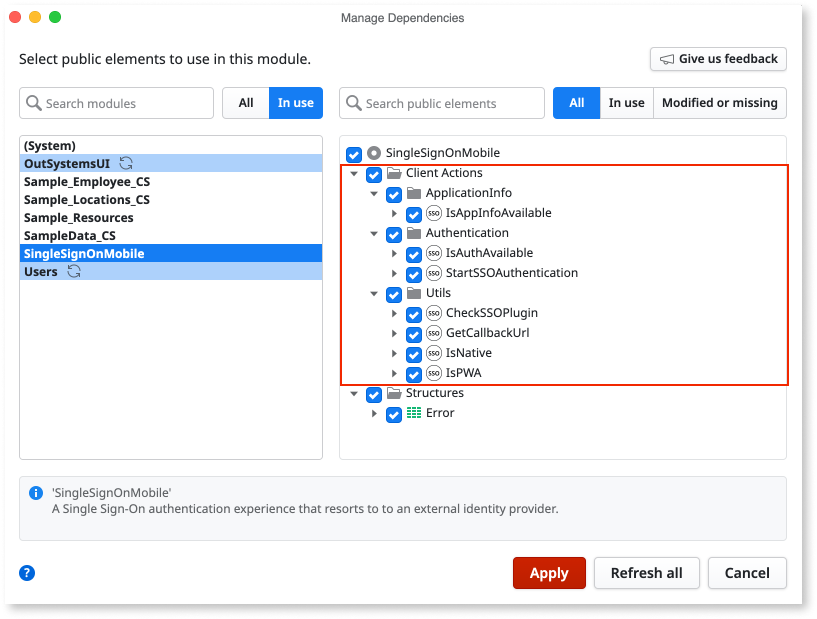 Manage Dependencies
Select public elements to use in this module.
Give us feedback
Search modules
All
In use
Search public elements
All
In use
Modified or missing
(System)
OutSystemsUI
Sample_Employee_CS
Sample_Locations_CS
Sample_Resources
SampleData_CS
SingleSignOnMobile
Users
SingleSignOnMobile
Client Actions
ApplicationInfo
SSO IsAppInfoAvailable
Authentication
SSO IsAuthAvailable
SSO StartSSOAuthentication
Utils
SSO CheckSSOPlugin
SSO GetCallbackUrl
SSO IsNative
SSO IsPWA
Structures
Error
'SingleSignOnMobile'
A Single Sign-On authentication experience that resorts to to an external identity provider.
?
Apply
Refresh all
Cancel